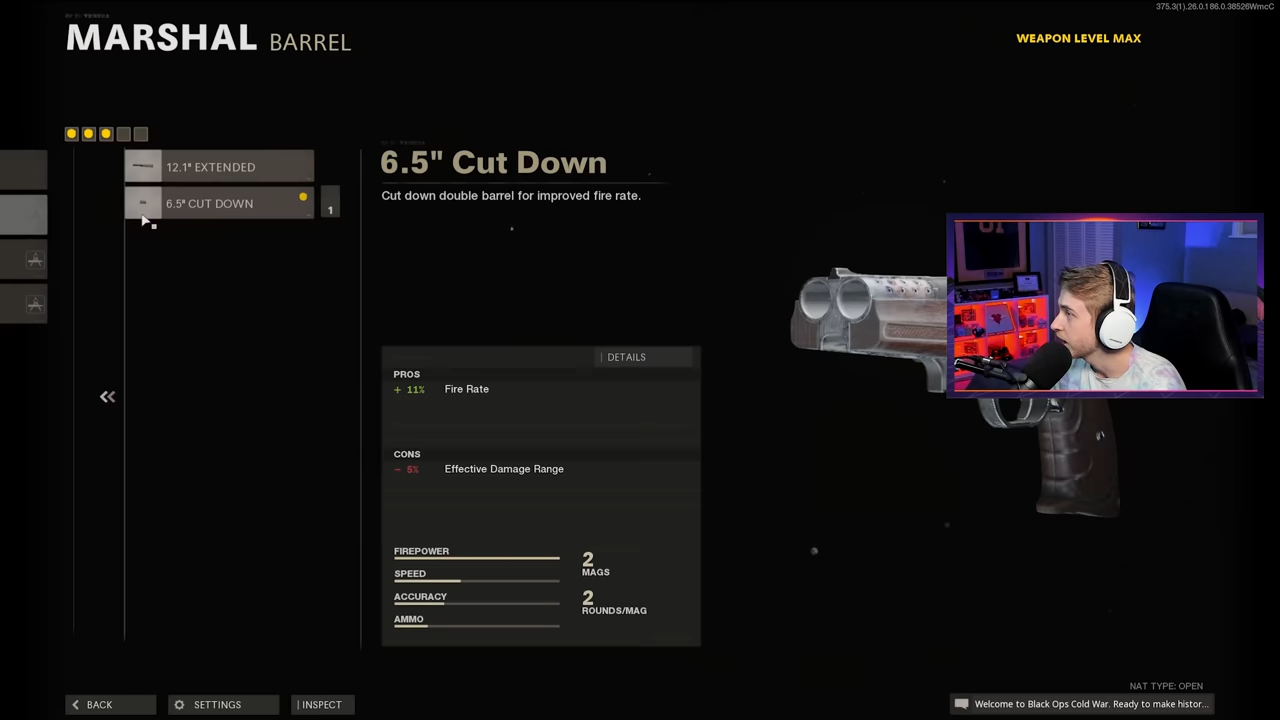 375.3(1).26.0.186.0.38526WmcC
MARSHAL BARREL
WEAPON LEVEL MAX
12.1" EXTENDED
6.5" CUT DOWN
1
6.5" Cut Down
Cut down double barrel for improved fire rate.
DETAILS
PROS
+ 11% Fire Rate
CONS
- 5% Effective Damage Range
FIREPOWER
SPEED
ACCURACY
AMMO
2
MAGS
2
ROUNDS/MAG
NAT TYPE: OPEN
BACK
SETTINGS
INSPECT
Welcome to Black Ops Cold War. Ready to make histor...